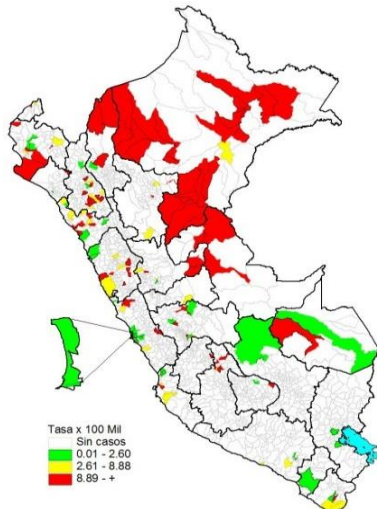 Tasa x 100 Mil
Sin casos
0.01 - 2.60
2.61 - 8.88
8.89 - +